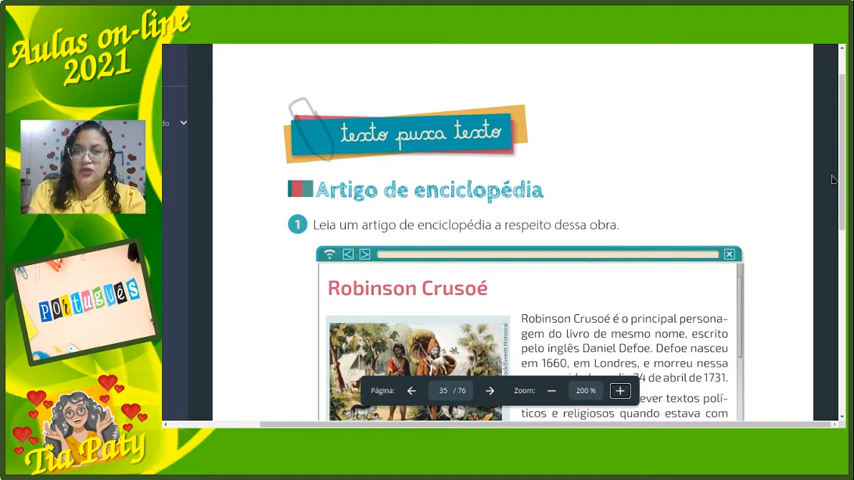 Aulas on-line
2021
Português
Tia Paty
do
texto puxa texto
Artigo de enciclopédia
1 Leia um artigo de enciclopédia a respeito dessa obra.
Robinson Crusoé
Robinson Crusoé é o principal persona-
gem do livro de mesmo nome, escrito
pelo inglês Daniel Defoe. Defoe nasceu
em 1660, em Londres, e morreu nessa
24 de abril de 1731.
ever textos polí-
ticos e religiosos quando estava com
Página: 35 / 76 Zoom: 200 %